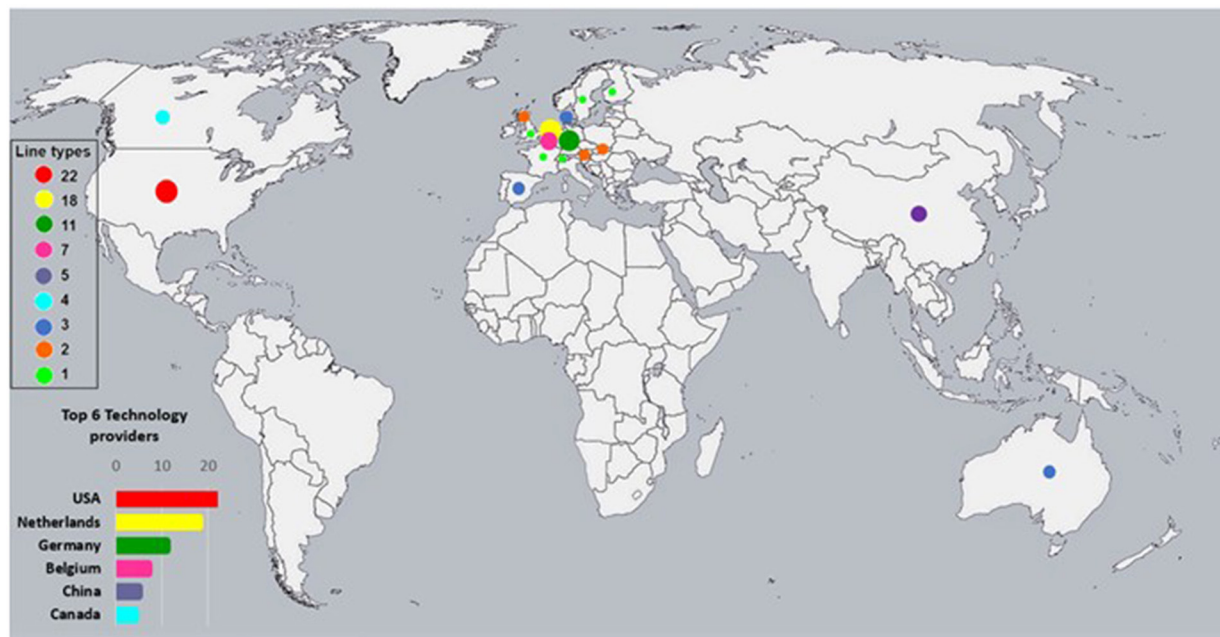 Line types
22
18
11
7
5
4
3
2
1
Top 6 Technology
providers
0 10 20
USA
Netherlands
Germany
Belgium
China
Canada